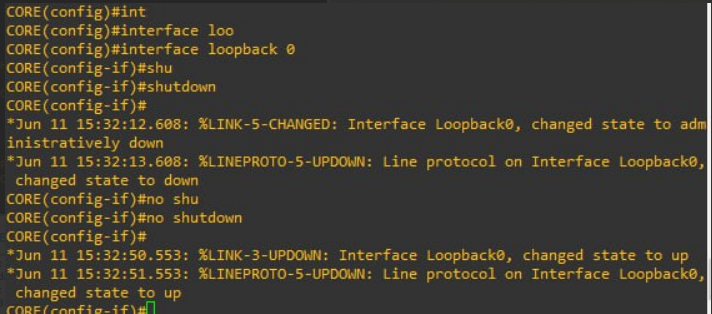 CORE(config)#int
CORE(config)#interface loo
CORE(config)#interface loopback 0
CORE(config-if)#shu
CORE(config-if)#shutdown
CORE(config-if)#
*Jun 11 15:32:12.608: %LINK-5-CHANGED: Interface Loopback0, changed state to adm
inistratively down
*Jun 11 15:32:13.608: %LINEPROTO-5-UPDOWN: Line protocol on Interface Loopback0,
 changed state to down
CORE(config-if)#no shu
CORE(config-if)#no shutdown
CORE(config-if)#
*Jun 11 15:32:50.553: %LINK-3-UPDOWN: Interface Loopback0, changed state to up
*Jun 11 15:32:51.553: %LINEPROTO-5-UPDOWN: Line protocol on Interface Loopback0,
 changed state to up
CORE(config-if)#